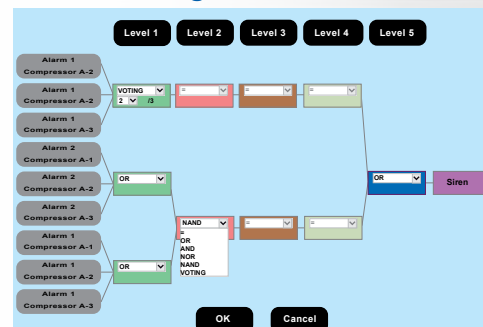 Level 1 Level 2 Level 3 Level 4 Level 5
Alarm 1
Compressor A-2
Alarm 1
Compressor A-2
VOTING = = =
2 /3
Alarm 1
Compressor A-3
Alarm 2
Compressor A-1
Alarm 2
Compressor A-2
OR
OR
Siren
Alarm 2
Compressor A-3
NAND = =
=
OR
AND
NOR
NAND
VOTING
Alarm 1
Compressor A-1
Alarm 1
Compressor A-2
OR
Alarm 1
Compressor A-3
OK Cancel